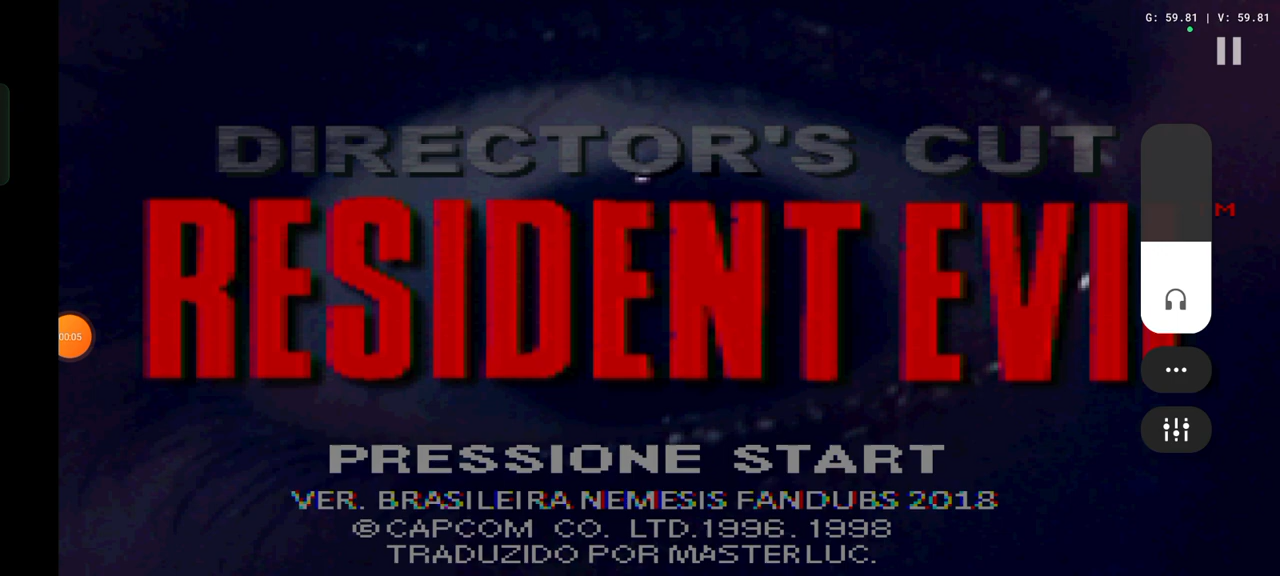 G: 59.81 | V: 59.81
DIRECTOR'S CUT
RESIDENT EVIL
00:05
PRESSIONE START
VER. BRASILEIRA NEMESIS FANDUBS 2018
©CAPCOM CO. LTD.1996. 1998
TRADUZIDO POR MASTERLUC.